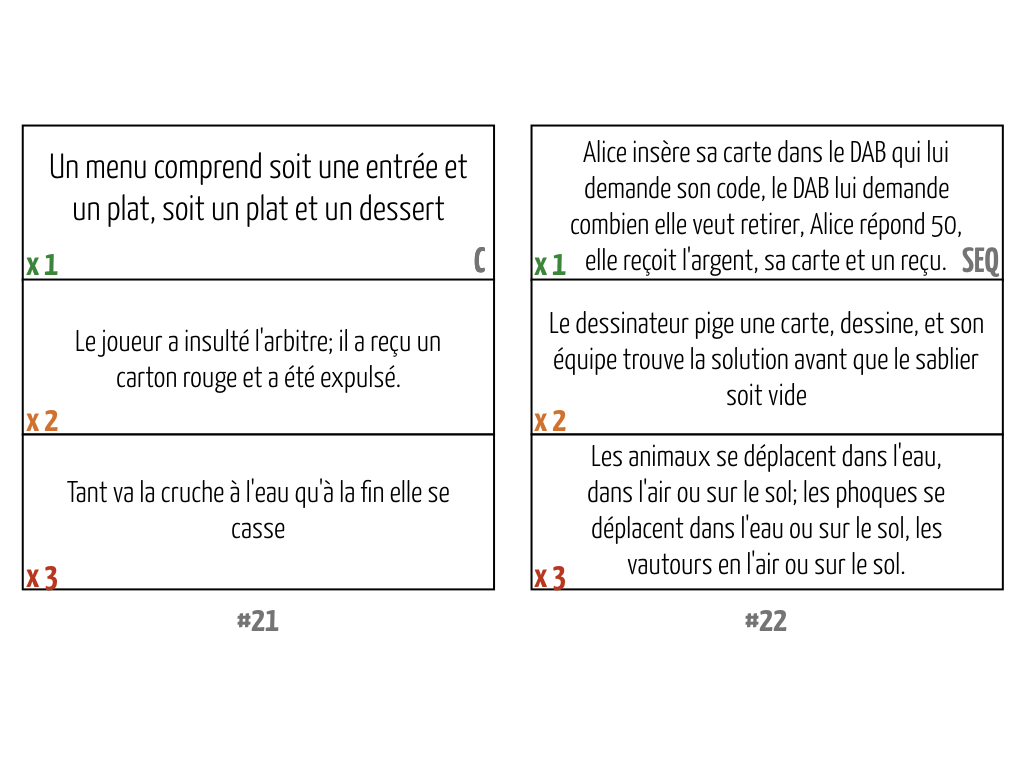 Un menu comprend soit une entrée et
un plat, soit un plat et un dessert
x 1
C
Le joueur a insulté l'arbitre; il a reçu un
carton rouge et a été expulsé.
x 2
Tant va la cruche à l'eau qu'à la fin elle se
casse
x 3
#21
Alice insère sa carte dans le DAB qui lui
demande son code, le DAB lui demande
combien elle veut retirer, Alice répond 50,
elle reçoit l'argent, sa carte et un reçu.
x 1
SEQ
Le dessinateur pige une carte, dessine, et son
équipe trouve la solution avant que le sablier
soit vide
x 2
Les animaux se déplacent dans l'eau,
dans l'air ou sur le sol; les phoques se
déplacent dans l'eau ou sur le sol, les
vautours en l'air ou sur le sol.
x 3
#22